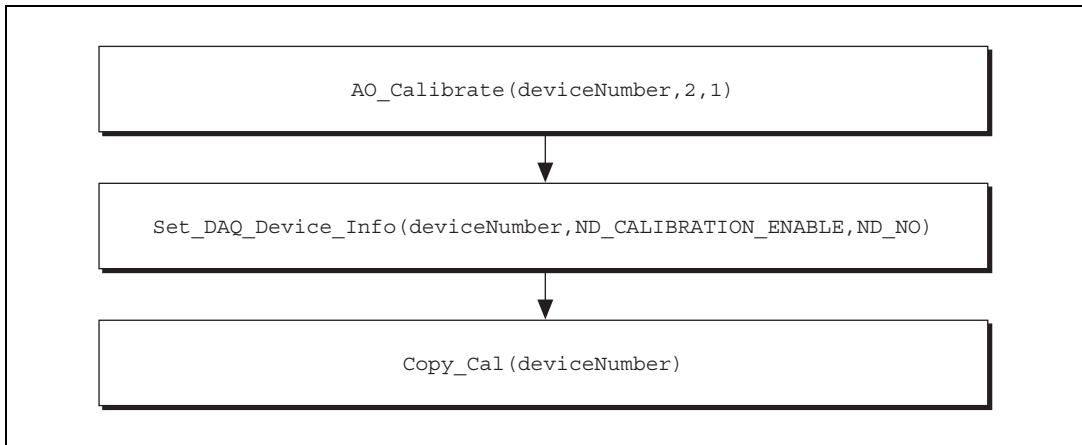 AO_Calibrate(deviceNumber,2,1)
Set_DAQ_Device_Info(deviceNumber,ND_CALIBRATION_ENABLE,ND_NO)
Copy_Cal(deviceNumber)